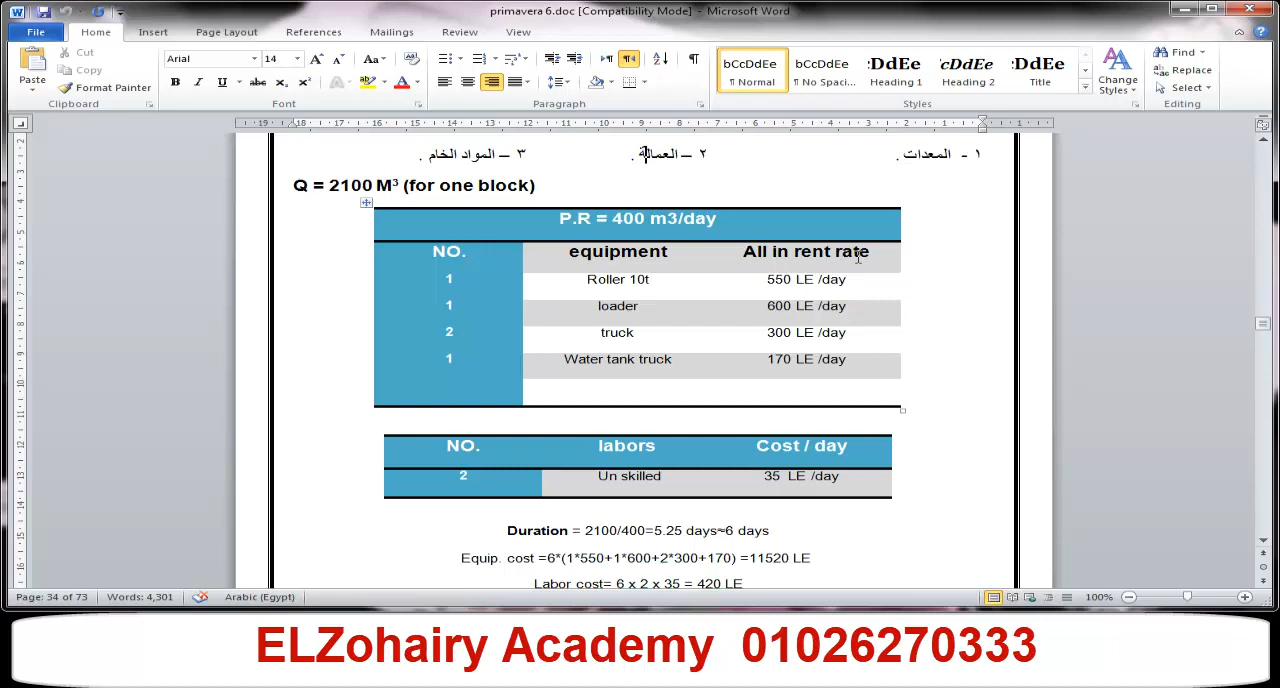 primavera 6.doc [Compatibility Mode] - Microsoft Word
File Home Insert Page Layout References Mailings Review View
Paste
Cut
Copy
Format Painter
Clipboard
Arial 14
Font
Paragraph
bCcDdEe bCcDdEe :DdEe :cDdEe :DdEe
¶ Normal ¶ No Spaci... Heading 1 Heading 2 Title
Change Styles
Styles
Find
Replace
Select
Editing
١ - المعدات . ٢ – العمالة . ٣ – المواد الخام .
Q = 2100 M³ (for one block)
P.R = 400 m3/day
NO. equipment All in rent rate
1 Roller 10t 550 LE /day
1 loader 600 LE /day
2 truck 300 LE /day
1 Water tank truck 170 LE /day
NO. labors Cost / day
2 Un skilled 35 LE /day
Duration = 2100/400=5.25 days≈6 days
Equip. cost =6*(1*550+1*600+2*300+170) =11520 LE
Labor cost= 6 x 2 x 35 = 420 LE
Page: 34 of 73 Words: 4,301 Arabic (Egypt) 100%
ELZohairy Academy 01026270333